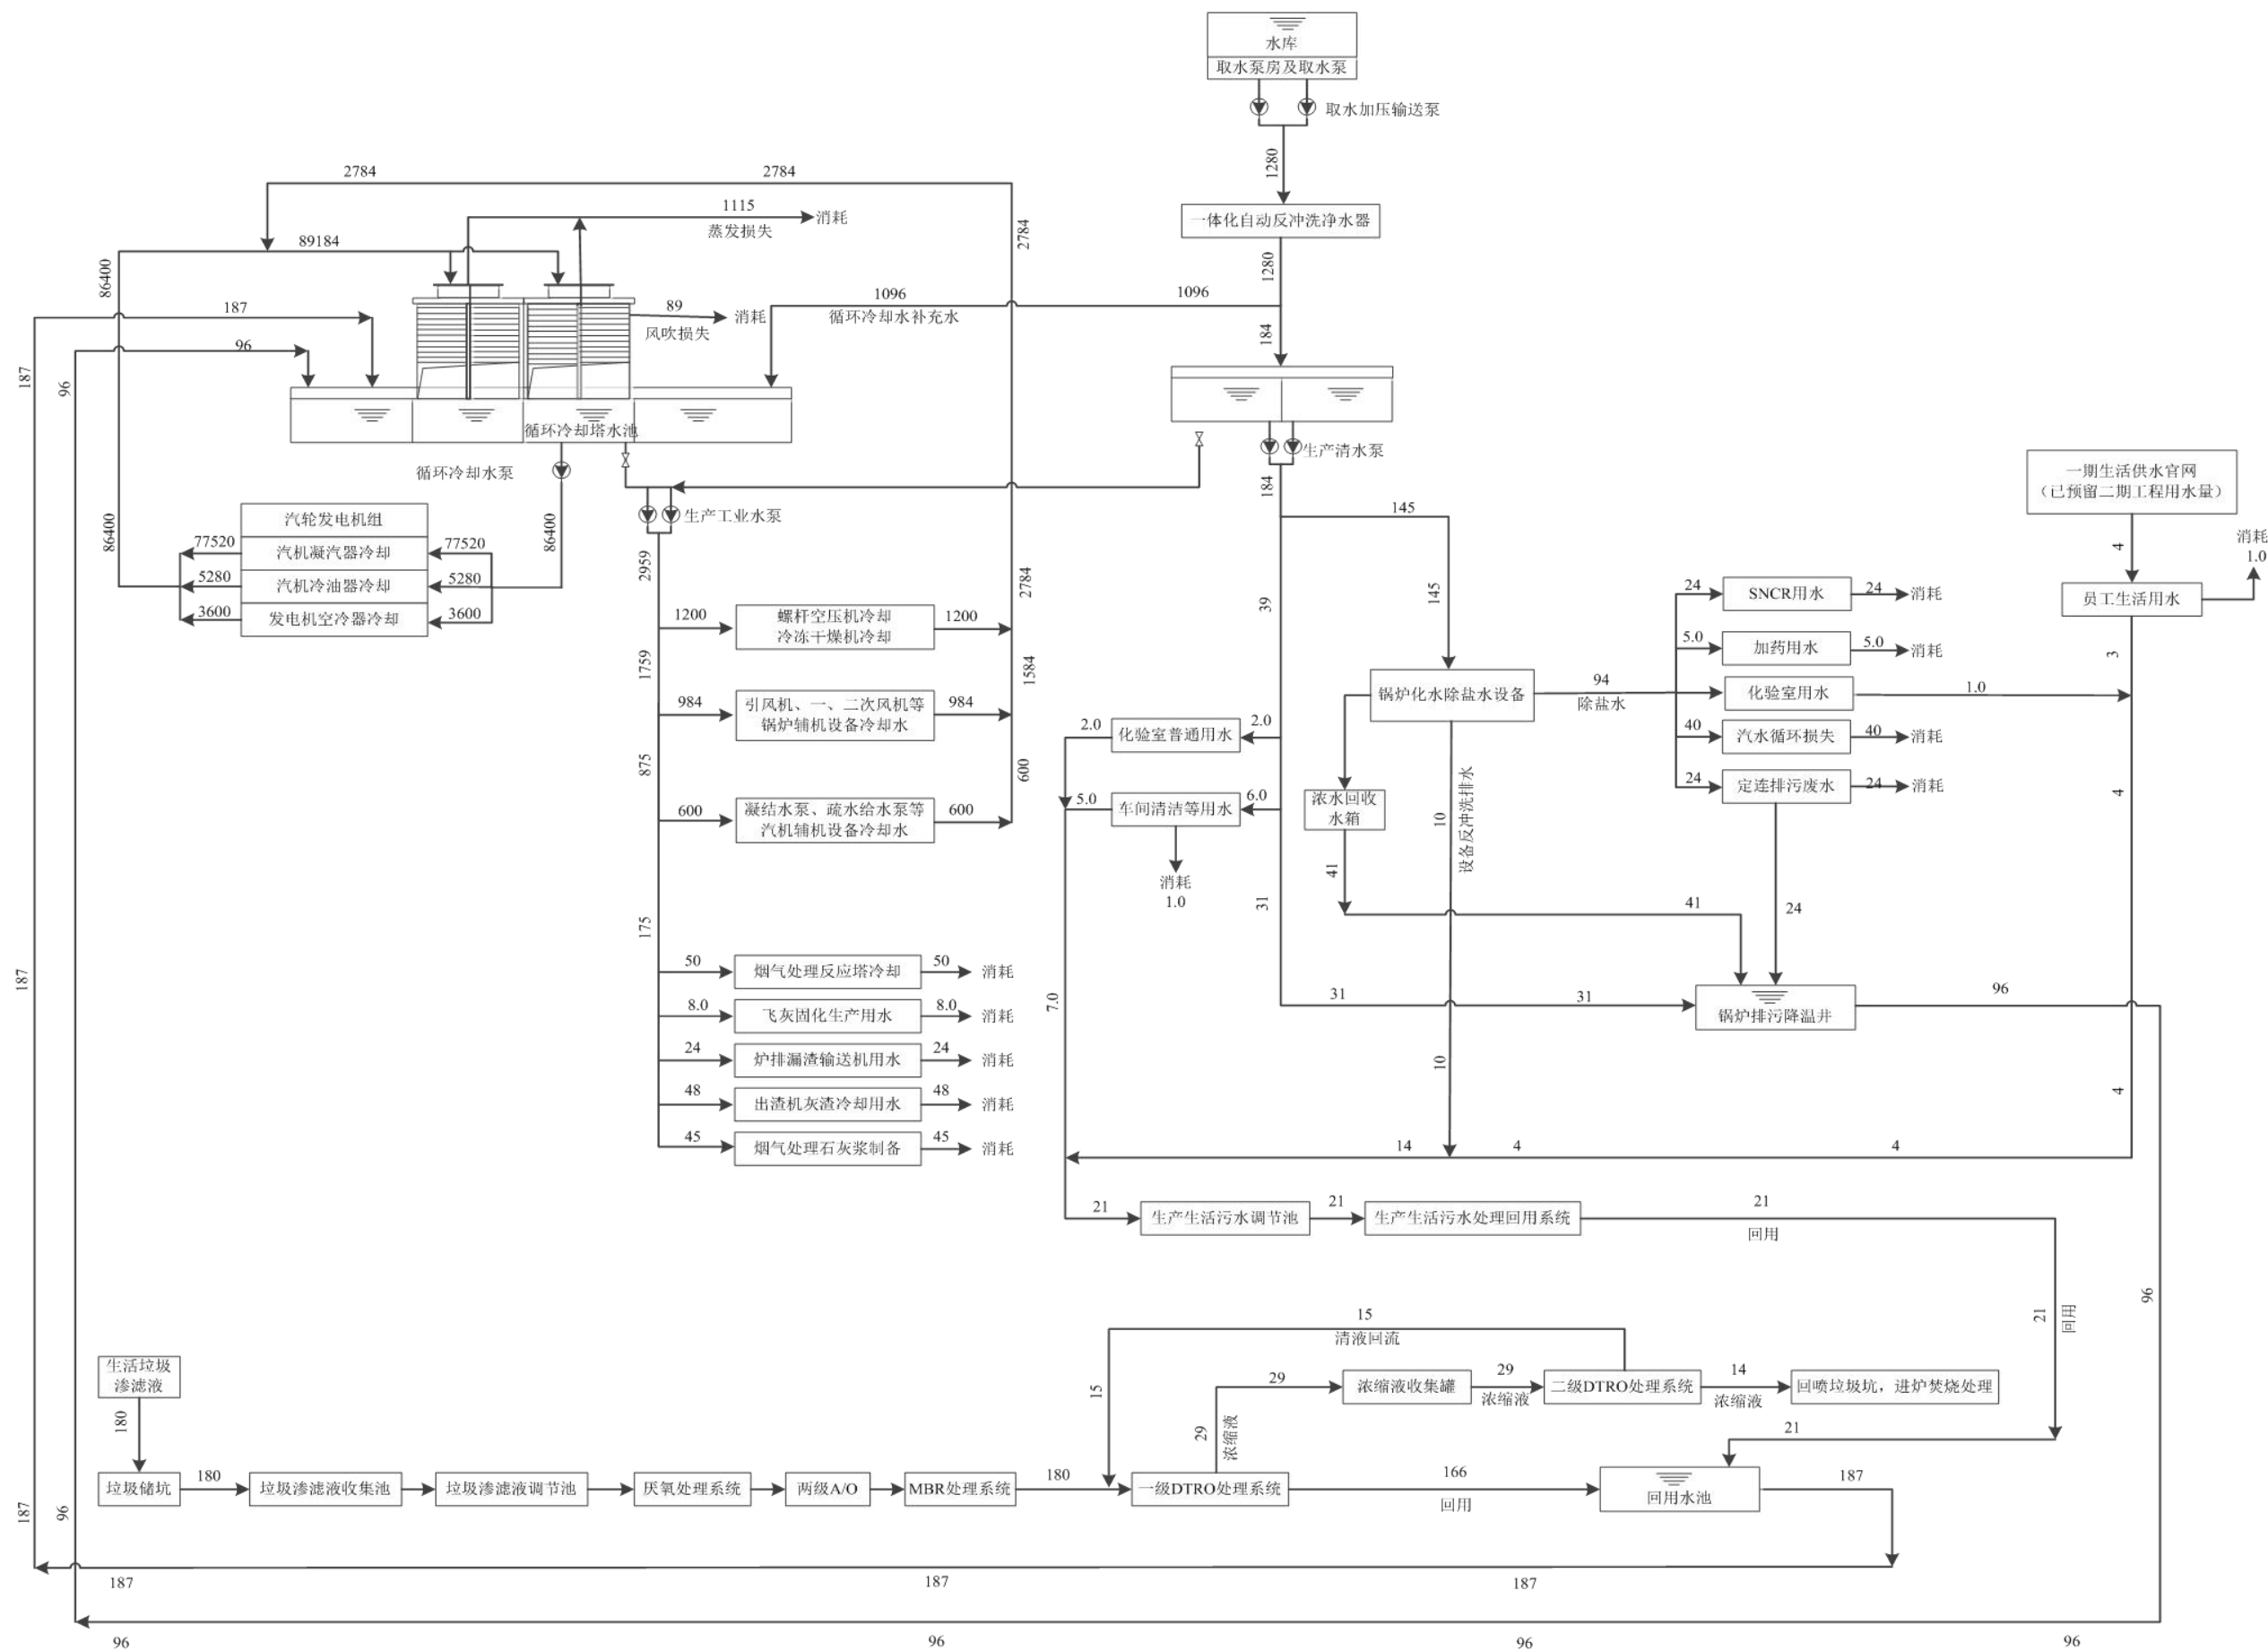 水库
取水泵房及取水泵
取水加压输送泵
1280
一体化自动反冲洗净水器
1280
2784
2784
2784
1115
蒸发损失
消耗
89184
86400
187
96
89
风吹损失
消耗
1096
循环冷却水补充水
1096
184
187
96
循环冷却塔水池
循环冷却水泵
生产清水泵
184
生产工业水泵
86400
86400
汽轮发电机组
77520
汽机凝汽器冷却
77520
5280
汽机冷油器冷却
5280
3600
发电机空冷器冷却
3600
2959
2784
1200
螺杆空压机冷却
冷冻干燥机冷却
1200
1759
1584
984
引风机、一、二次风机等
锅炉辅机设备冷却水
984
875
600
600
凝结水泵、疏水给水泵等
汽机辅机设备冷却水
600
175
50
烟气处理反应塔冷却
50
消耗
8.0
飞灰固化生产用水
8.0
消耗
24
炉排漏渣输送机用水
24
消耗
48
出渣机灰渣冷却用水
48
消耗
45
烟气处理石灰浆制备
45
消耗
145
145
39
锅炉化水除盐水设备
94
除盐水
24
SNCR用水
24
消耗
5.0
加药用水
5.0
消耗
化验室用水
1.0
40
汽水循环损失
40
消耗
24
定连排污废水
24
消耗
一期生活供水官网
（已预留二期工程用水量）
4
消耗
1.0
员工生活用水
3
4
4
2.0
化验室普通用水
2.0
5.0
车间清洁等用水
6.0
消耗
1.0
浓水回收
水箱
41
41
10
设备反冲洗排水
24
31
31
31
锅炉排污降温井
96
7.0
10
14
4
4
21
生产生活污水调节池
21
生产生活污水处理回用系统
21
回用
21
回用
96
15
清液回流
15
29
浓缩液
29
浓缩液收集罐
29
浓缩液
二级DTRO处理系统
14
浓缩液
回喷垃圾坑，进炉焚烧处理
21
生活垃圾
渗滤液
180
垃圾储坑
180
垃圾渗滤液收集池
垃圾渗滤液调节池
厌氧处理系统
两级A/O
MBR处理系统
180
一级DTRO处理系统
166
回用
回用水池
187
187
187
96
187
187
187
96
96
96
96